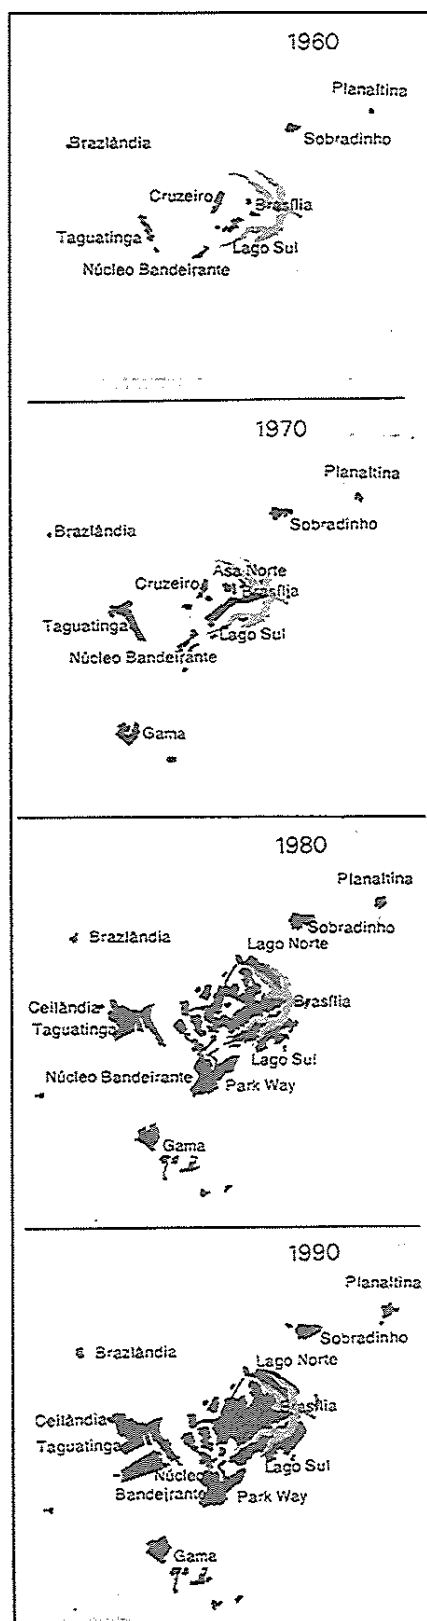 1960
Planaltina
Sobradinho
Brazlândia
Cruzeiro
Brasília
Taguatinga
Lago Sul
Núcleo Bandeirante
1970
Planaltina
Sobradinho
Brazlândia
Asa Norte
Cruzeiro
Brasília
Taguatinga
Lago Sul
Núcleo Bandeirante
Gama
1980
Planaltina
Sobradinho
Brazlândia
Lago Norte
Ceilândia
Brasília
Taguatinga
Lago Sul
Núcleo Bandeirante
Park Way
Gama
1990
Planaltina
Sobradinho
Brazlândia
Lago Norte
Ceilândia
Brasília
Taguatinga
Lago Sul
Núcleo
Bandeirante
Park Way
Gama